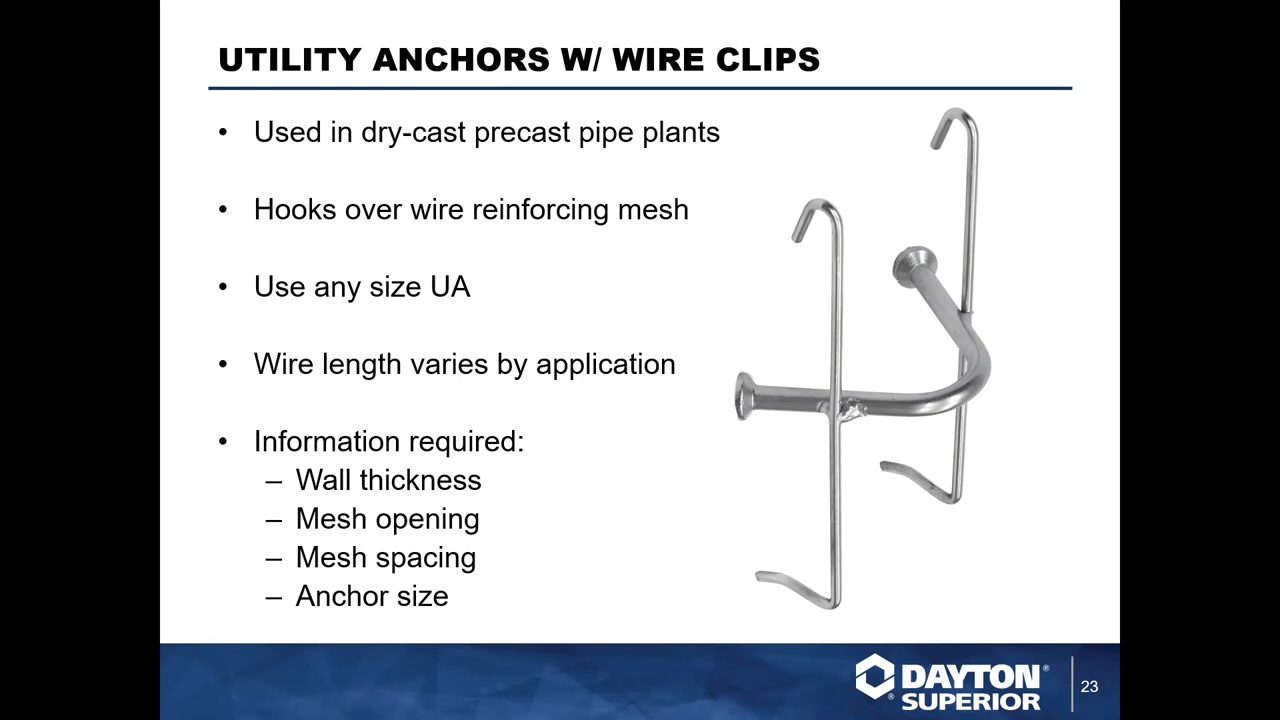 UTILITY ANCHORS W/ WIRE CLIPS
• Used in dry-cast precast pipe plants
• Hooks over wire reinforcing mesh
• Use any size UA
• Wire length varies by application
• Information required:
– Wall thickness
– Mesh opening
– Mesh spacing
– Anchor size
DAYTON®
® SUPERIOR
23